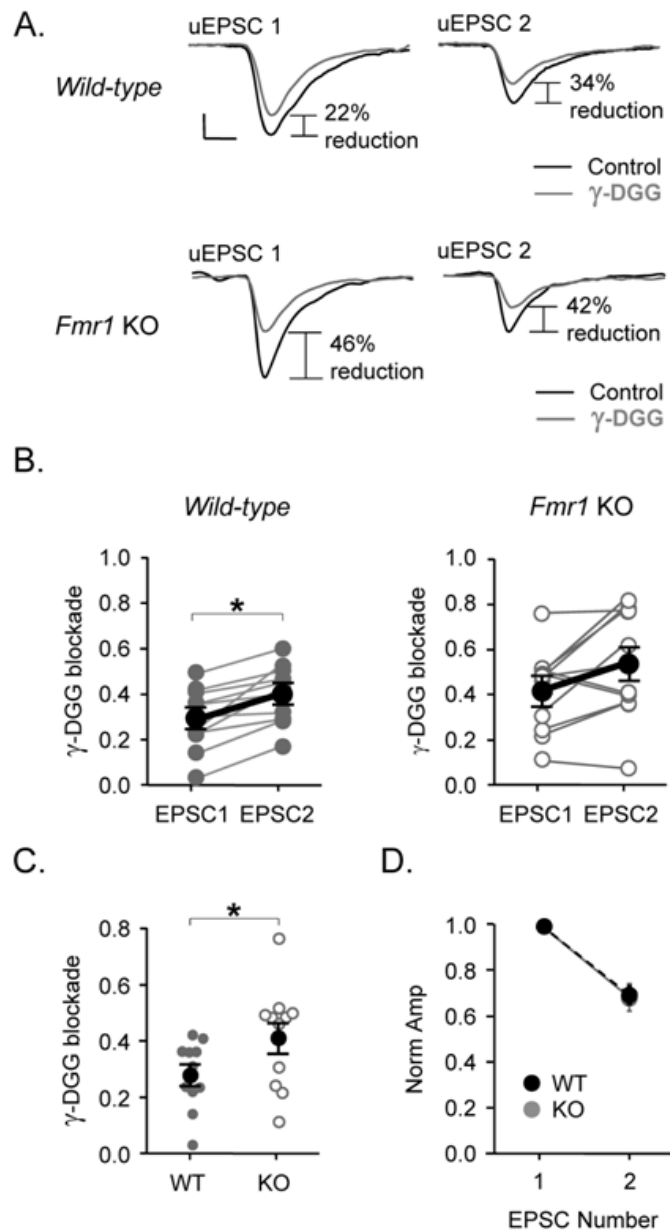 A.
uEPSC 1 uEPSC 2
Wild-type
22%
reduction
34%
reduction
Control
γ-DGG
uEPSC 1 uEPSC 2
Fmr1 KO
46%
reduction
42%
reduction
Control
γ-DGG
B.
Wild-type Fmr1 KO
*
γ-DGG blockade
1.0
0.8
0.6
0.4
0.2
0.0
EPSC1 EPSC2
γ-DGG blockade
1.0
0.8
0.6
0.4
0.2
0.0
EPSC1 EPSC2
C.
*
γ-DGG blockade
0.8
0.6
0.4
0.2
0.0
WT KO
D.
Norm Amp
1.0
0.8
0.6
0.4
0.2
0.0
WT
KO
1 2
EPSC Number